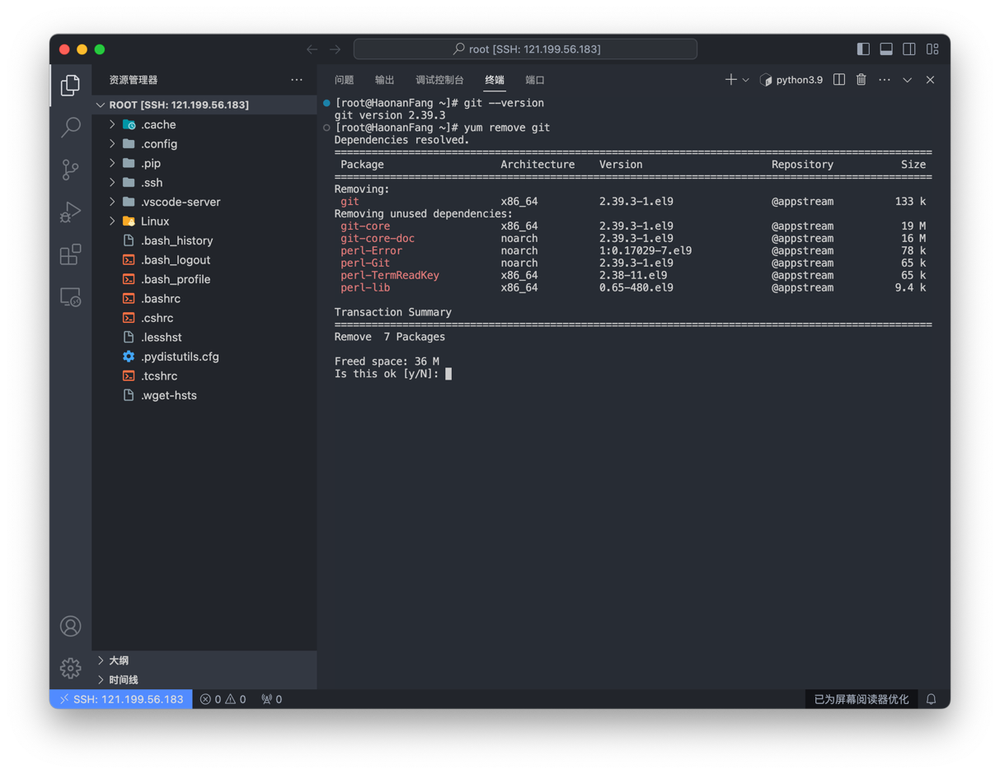 root [SSH: 121.199.56.183]
资源管理器
ROOT [SSH: 121.199.56.183]
.cache
.config
.pip
.ssh
.vscode-server
Linux
.bash_history
.bash_logout
.bash_profile
.bashrc
.cshrc
.lesshst
.pydistutils.cfg
.tcshrc
.wget-hsts
大纲
时间线
问题 输出 调试控制台 终端 端口 python3.9
[root@HaonanFang ~]# git --version
git version 2.39.3
[root@HaonanFang ~]# yum remove git
Dependencies resolved.
================================================================================
Package Architecture Version Repository Size
================================================================================
Removing:
git x86_64 2.39.3-1.el9 @appstream 133 k
Removing unused dependencies:
git-core x86_64 2.39.3-1.el9 @appstream 19 M
git-core-doc noarch 2.39.3-1.el9 @appstream 16 M
perl-Error noarch 1:0.17029-7.el9 @appstream 78 k
perl-Git noarch 2.39.3-1.el9 @appstream 65 k
perl-TermReadKey x86_64 2.38-11.el9 @appstream 65 k
perl-lib x86_64 0.65-480.el9 @appstream 9.4 k
Transaction Summary
================================================================================
Remove  7 Packages
Freed space: 36 M
Is this ok [y/N]:
SSH: 121.199.56.183 0 0 0 已为屏幕阅读器优化